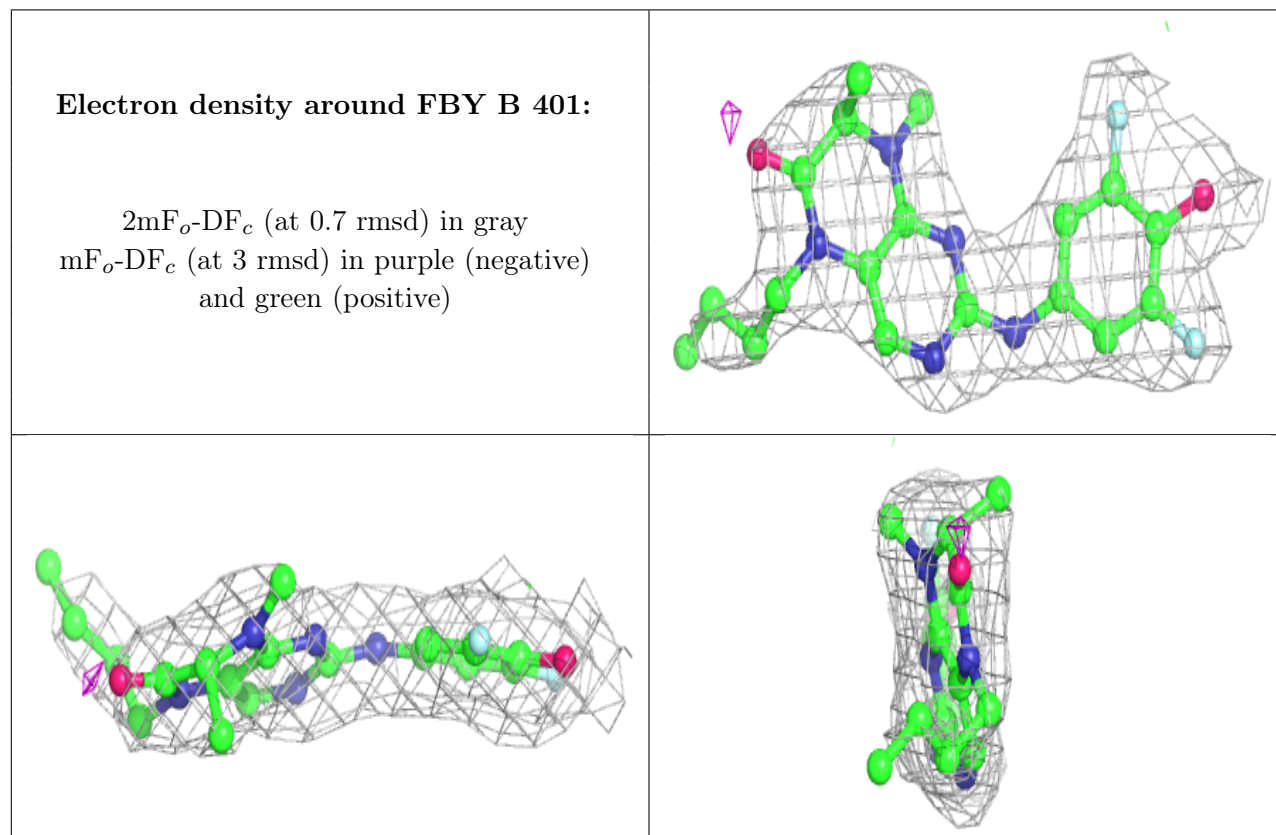 Electron density around FBY B 401:
2mFo-DFc (at 0.7 rmsd) in gray
mFo-DFc (at 3 rmsd) in purple (negative)
and green (positive)